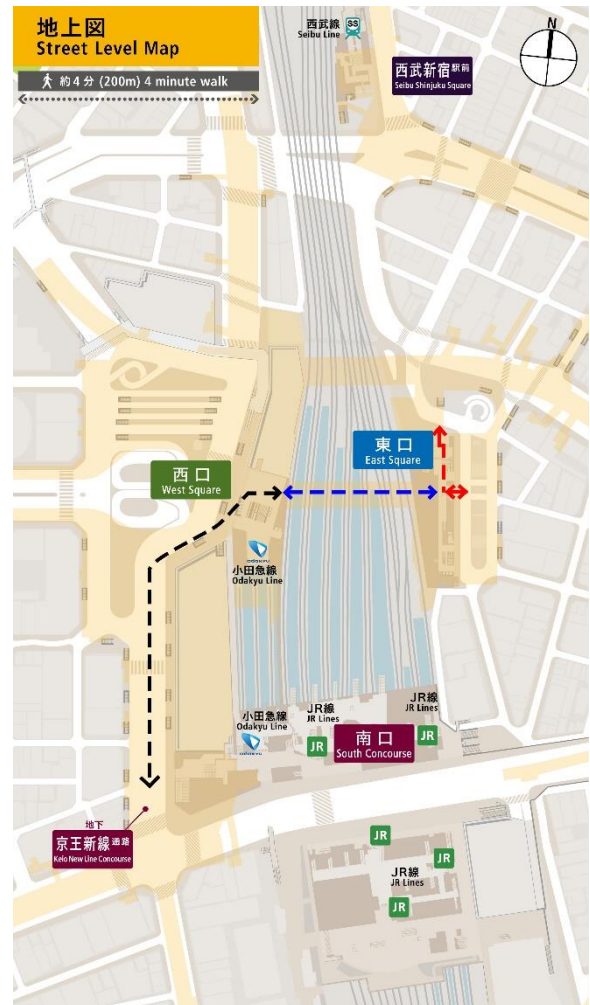 地上図
Street Level Map
約4分 (200m) 4 minute walk
西武線
Seibu Line
SS
N
西武新宿駅前
Seibu Shinjuku Square
東口
East Square
西口
West Square
小田急線
Odakyu Line
小田急線
Odakyu Line
JR線
JR Lines
JR線
JR Lines
JR
南口
South Concourse
JR
地下
京王新線通路
Keio New Line Concourse
JR
JR
JR線
JR Lines
JR